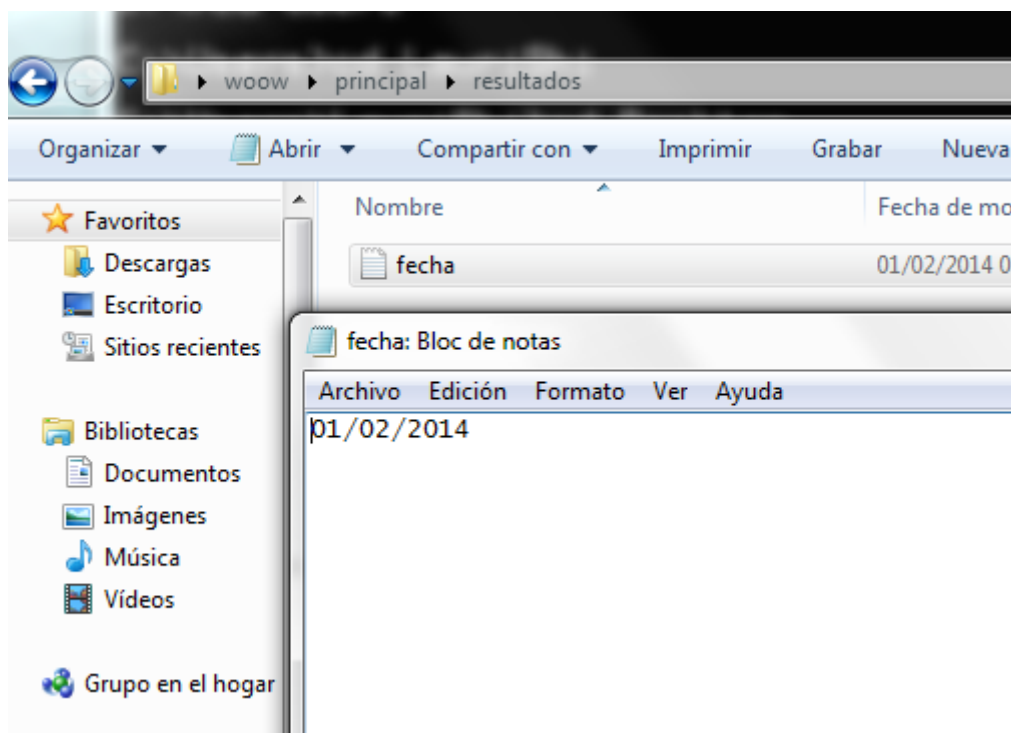 woow principal resultados
Organizar Abrir Compartir con Imprimir Grabar Nueva
Nombre Fecha de mo
Favoritos
fecha 01/02/2014 0
Descargas
Escritorio
Sitios recientes
fecha: Bloc de notas
Archivo Edición Formato Ver Ayuda
01/02/2014
Bibliotecas
Documentos
Imágenes
Música
Vídeos
Grupo en el hogar